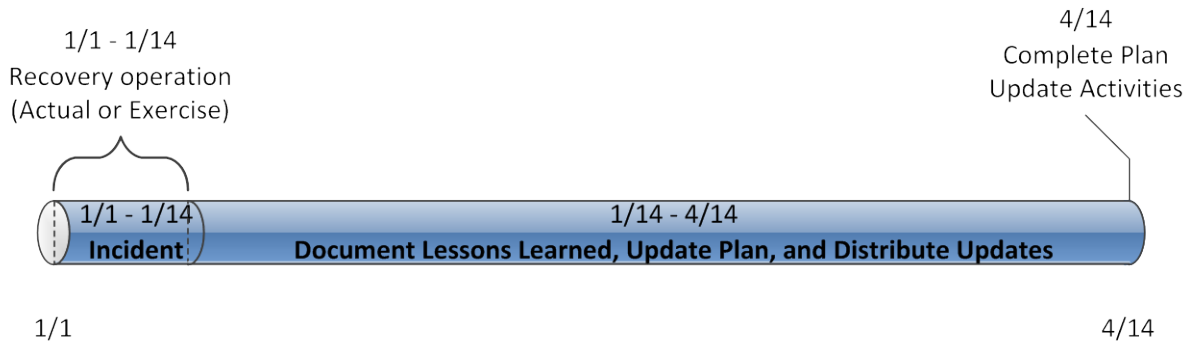 1/1 - 1/14
Recovery operation
(Actual or Exercise)
4/14
Complete Plan
Update Activities
1/1 - 1/14
Incident
1/14 - 4/14
Document Lessons Learned, Update Plan, and Distribute Updates
1/1
4/14